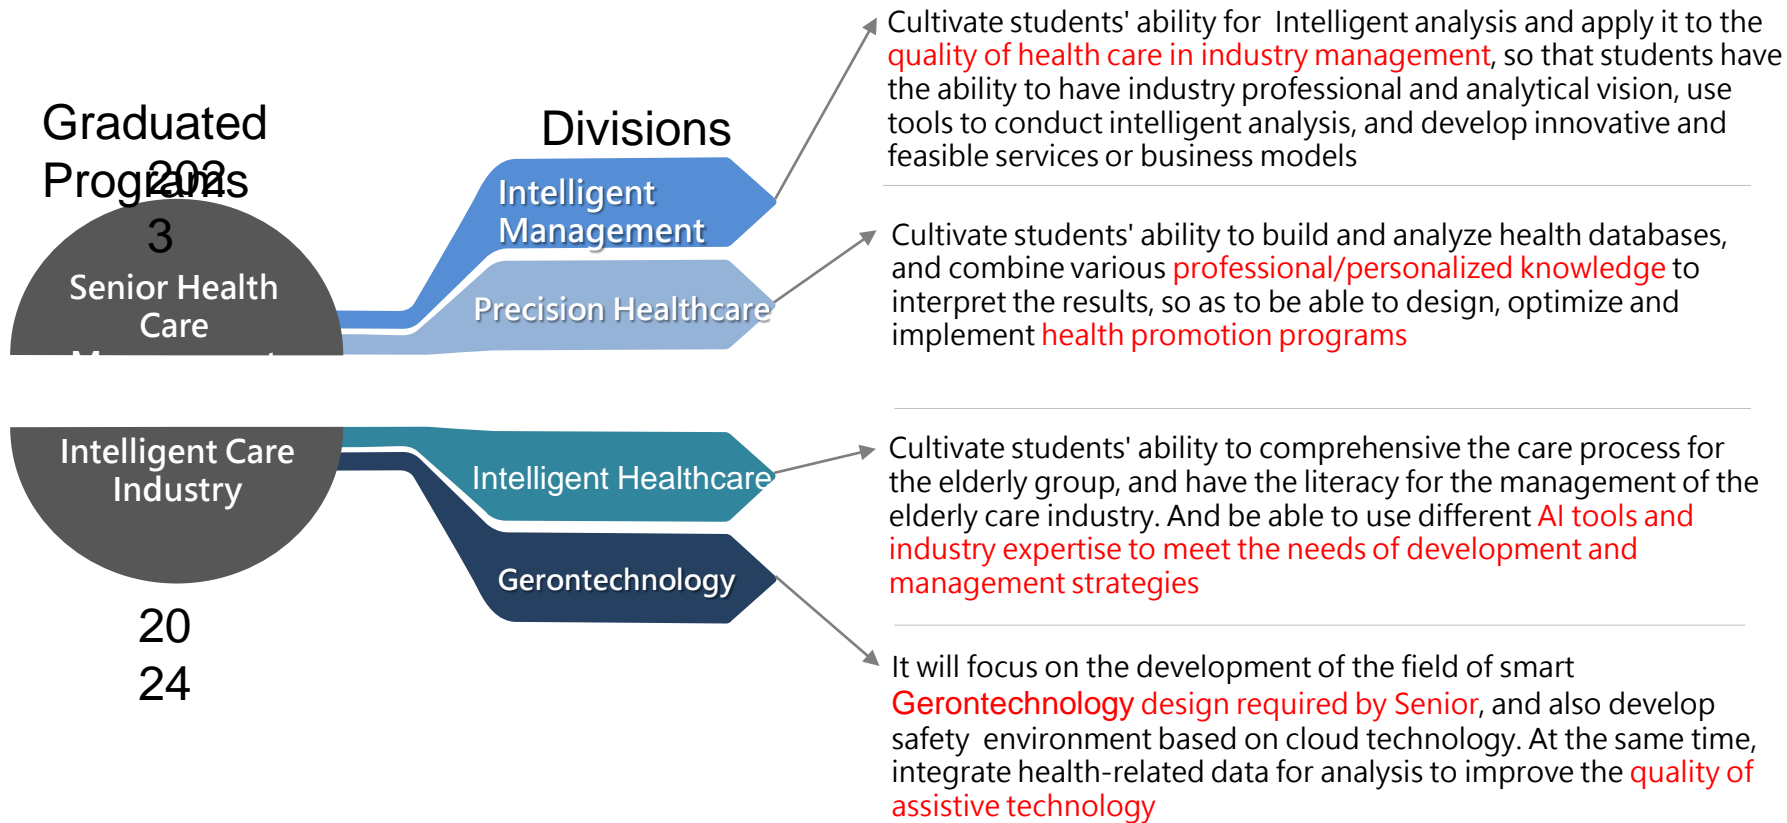 Graduated
Programs
202
3
Senior Health
Care
Intelligent Care
Industry
20
24
Divisions
Intelligent
Management
Precision Healthcare
Intelligent Healthcare
Gerontechnology
Cultivate students' ability for  Intelligent analysis and apply it to the
quality of health care in industry management, so that students have
the ability to have industry professional and analytical vision, use
tools to conduct intelligent analysis, and develop innovative and
feasible services or business models
Cultivate students' ability to build and analyze health databases,
and combine various professional/personalized knowledge to
interpret the results, so as to be able to design, optimize and
implement health promotion programs
Cultivate students' ability to comprehensive the care process for
the elderly group, and have the literacy for the management of the
elderly care industry. And be able to use different AI tools and
industry expertise to meet the needs of development and
management strategies
It will focus on the development of the field of smart
Gerontechnology design required by Senior, and also develop
safety  environment based on cloud technology. At the same time,
integrate health-related data for analysis to improve the quality of
assistive technology